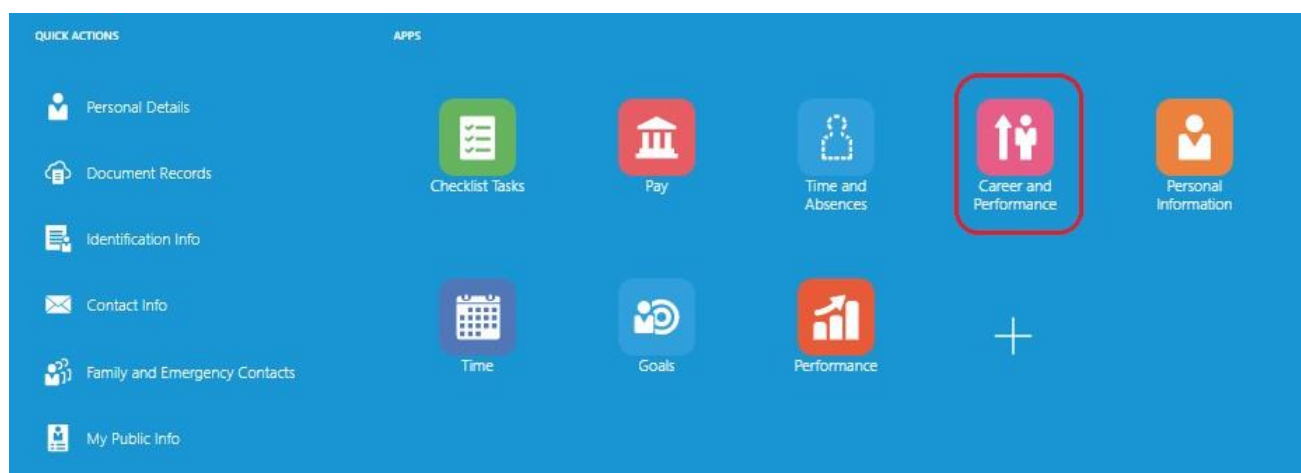 QUICK ACTIONS
APPS
Personal Details
Document Records
Identification Info
Contact Info
Family and Emergency Contacts
My Public Info
Checklist Tasks
Pay
Time and
Absences
Career and
Performance
Personal
Information
Time
Goals
Performance